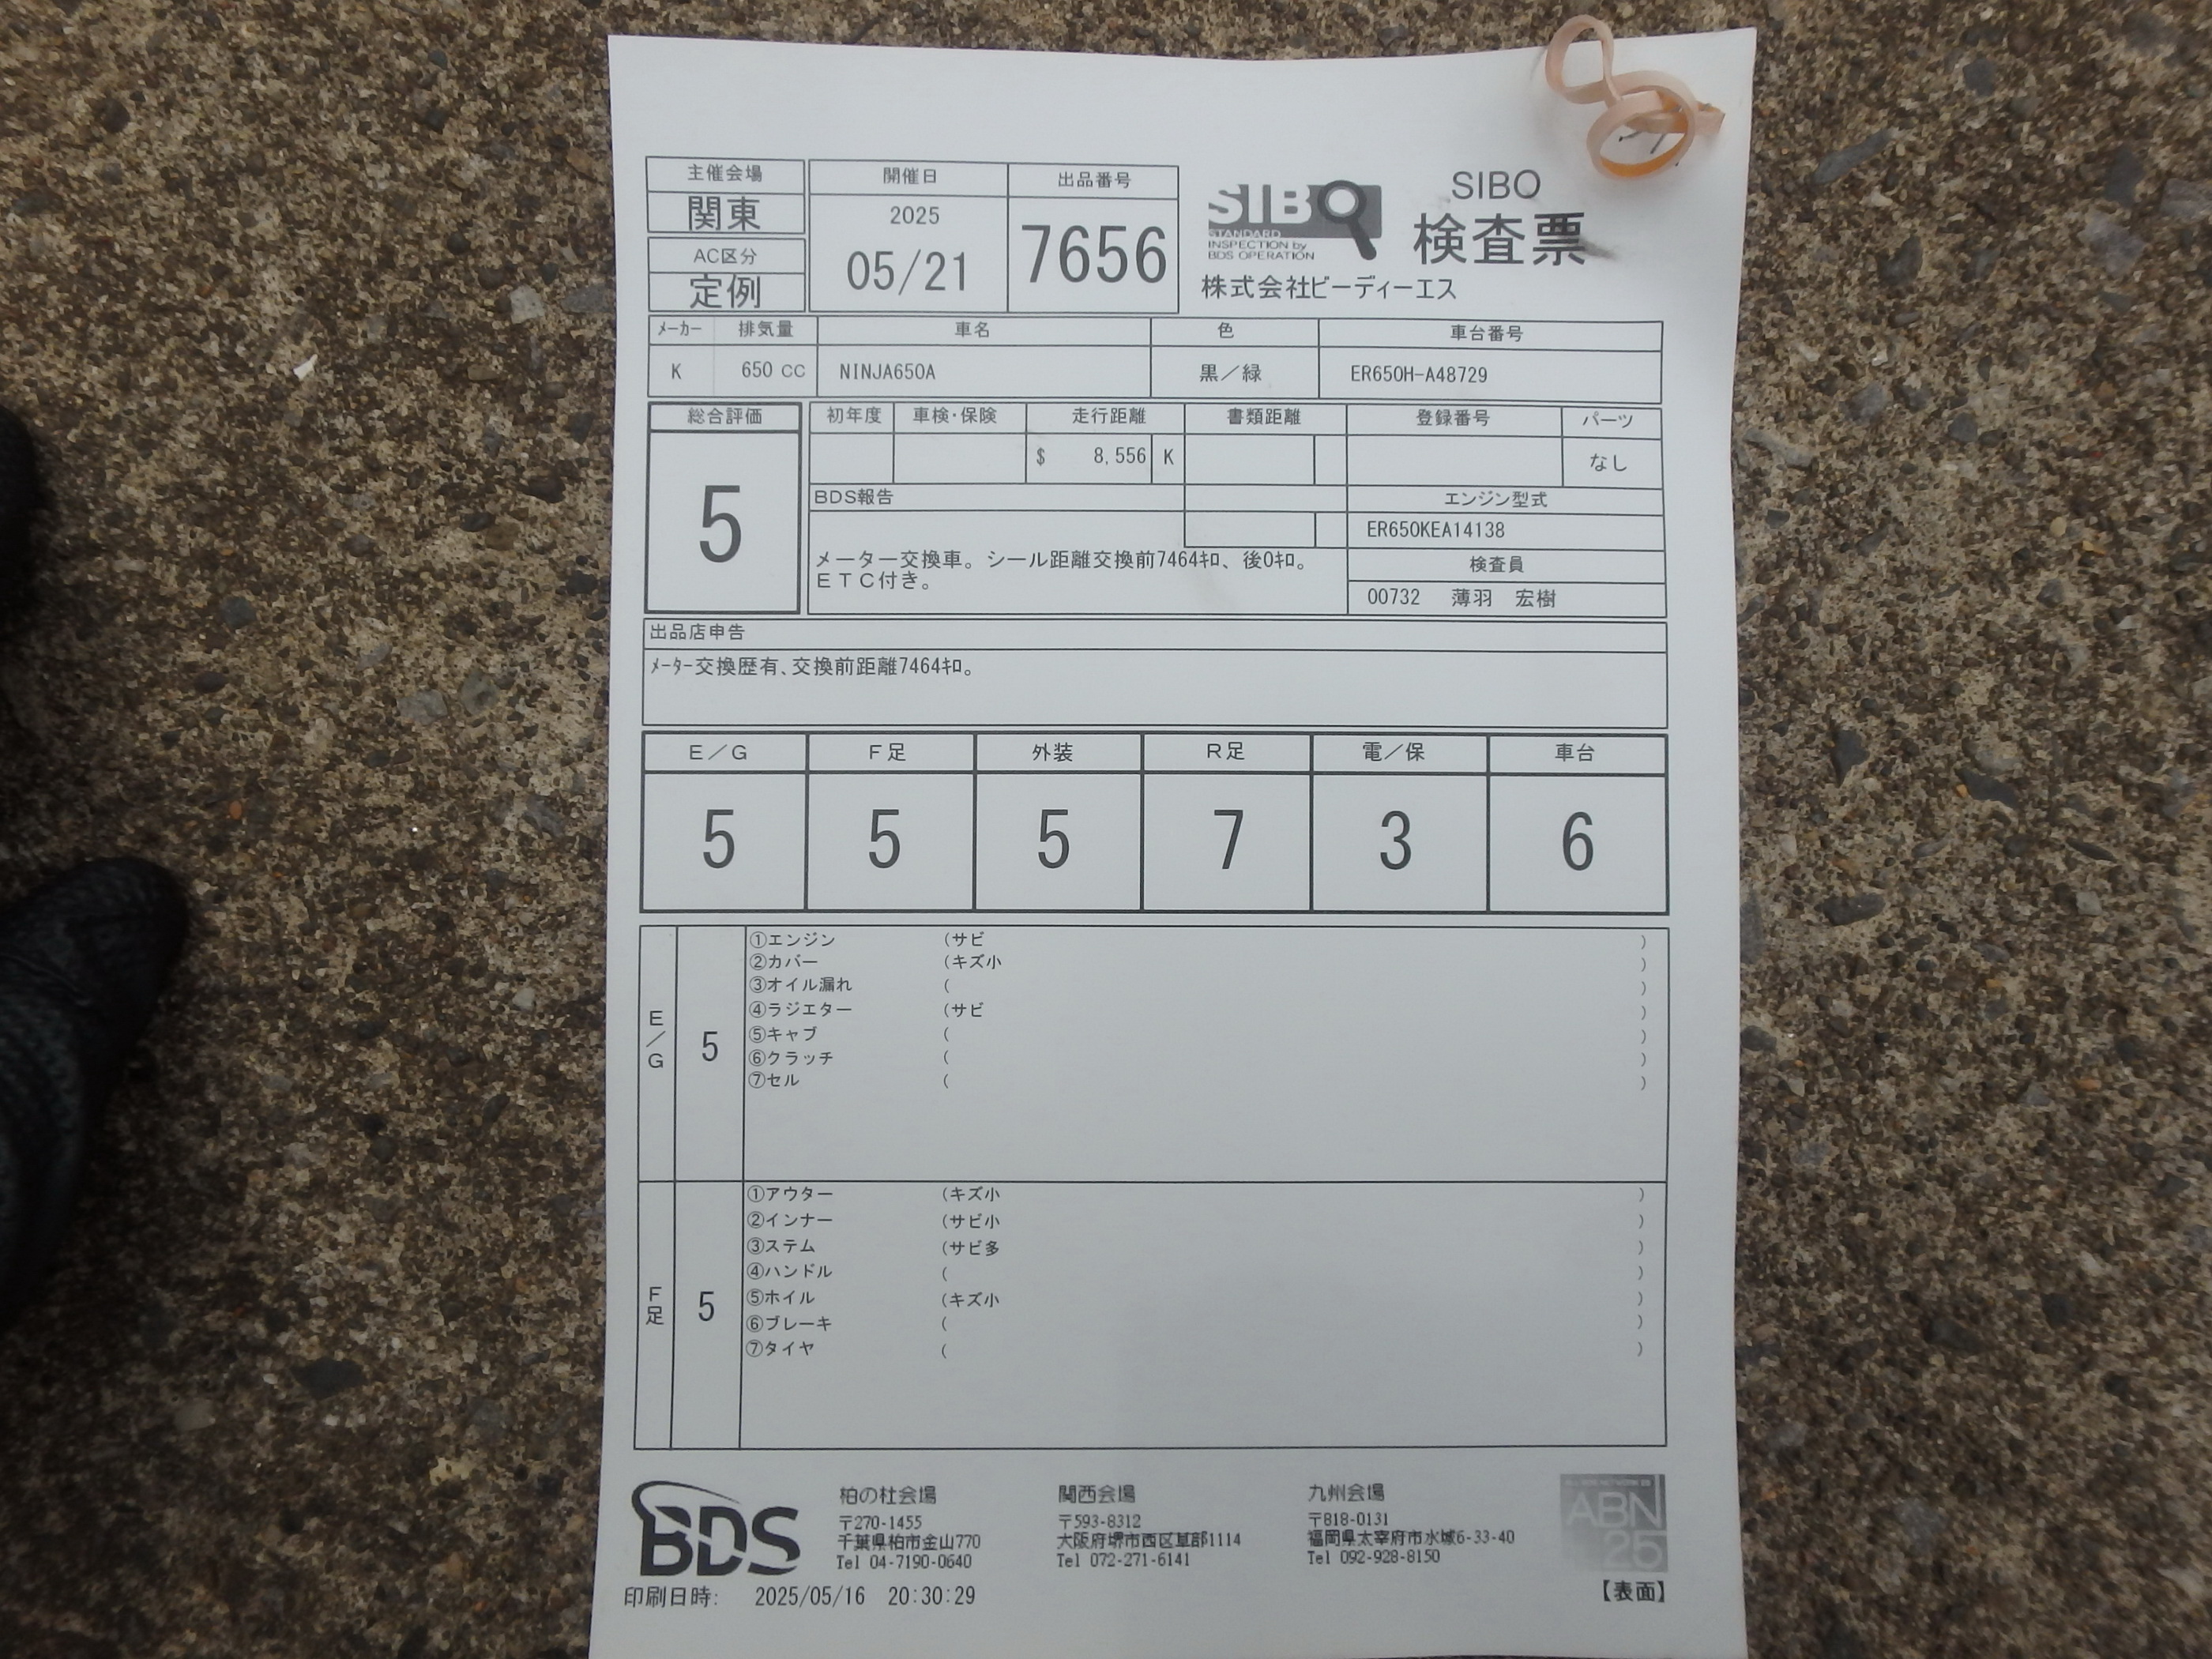 主催会場
開催日
出品番号
関東
2025
05/21
7656
AC区分
定例
SIBO
STANDARD
INSPECTION by
BDS OPERATION
SIBO
検査票
株式会社ビーディーエス
ﾒｰｶｰ 排気量 車名 色 車台番号
K 650 CC NINJA650A 黒／緑 ER650H-A48729
総合評価 初年度 車検・保険 走行距離 書類距離 登録番号 パーツ
5
$ 8,556 K なし
BDS報告
エンジン型式
ER650KEA14138
メーター交換車。シール距離交換前7464ｷﾛ、後0ｷﾛ。
ＥＴＣ付き。
検査員
00732 薄羽 宏樹
出品店申告
ﾒｰﾀｰ交換歴有、交換前距離7464ｷﾛ。
Ｅ／Ｇ Ｆ足 外装 Ｒ足 電／保 車台
5 5 5 7 3 6
Ｅ／Ｇ
5
①エンジン (サビ )
②カバー (キズ小 )
③オイル漏れ ( )
④ラジエター (サビ )
⑤キャブ ( )
⑥クラッチ ( )
⑦セル ( )
Ｆ足
5
①アウター (キズ小 )
②インナー (サビ小 )
③ステム (サビ多 )
④ハンドル ( )
⑤ホイル (キズ小 )
⑥ブレーキ ( )
⑦タイヤ ( )
BDS
柏の杜会場
〒270-1455
千葉県柏市金山770
Tel 04-7190-0640
関西会場
〒593-8312
大阪府堺市西区草部1114
Tel 072-271-6141
九州会場
〒818-0131
福岡県太宰府市水城6-33-40
Tel 092-928-8150
ABN
25
印刷日時: 2025/05/16 20:30:29
【表面】